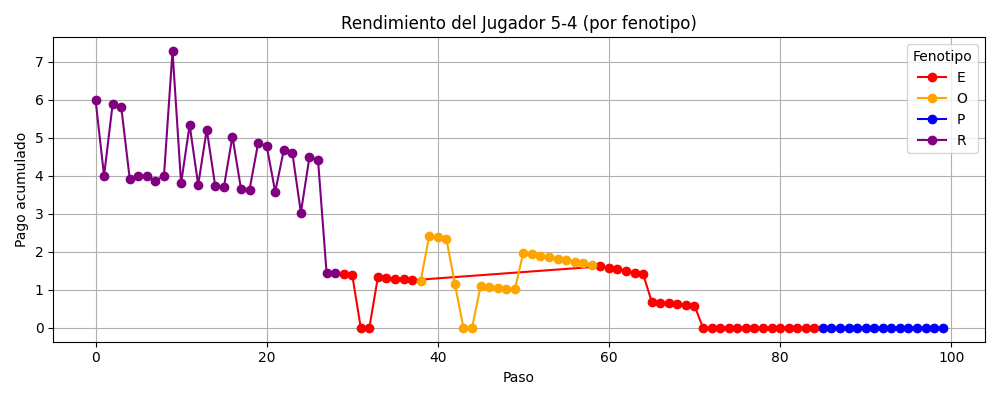 Rendimiento del Jugador 5-4 (por fenotipo)
Pago acumulado
7
6
5
4
3
2
1
0
Fenotipo
E
O
P
R
0 20 40 60 80 100
Paso